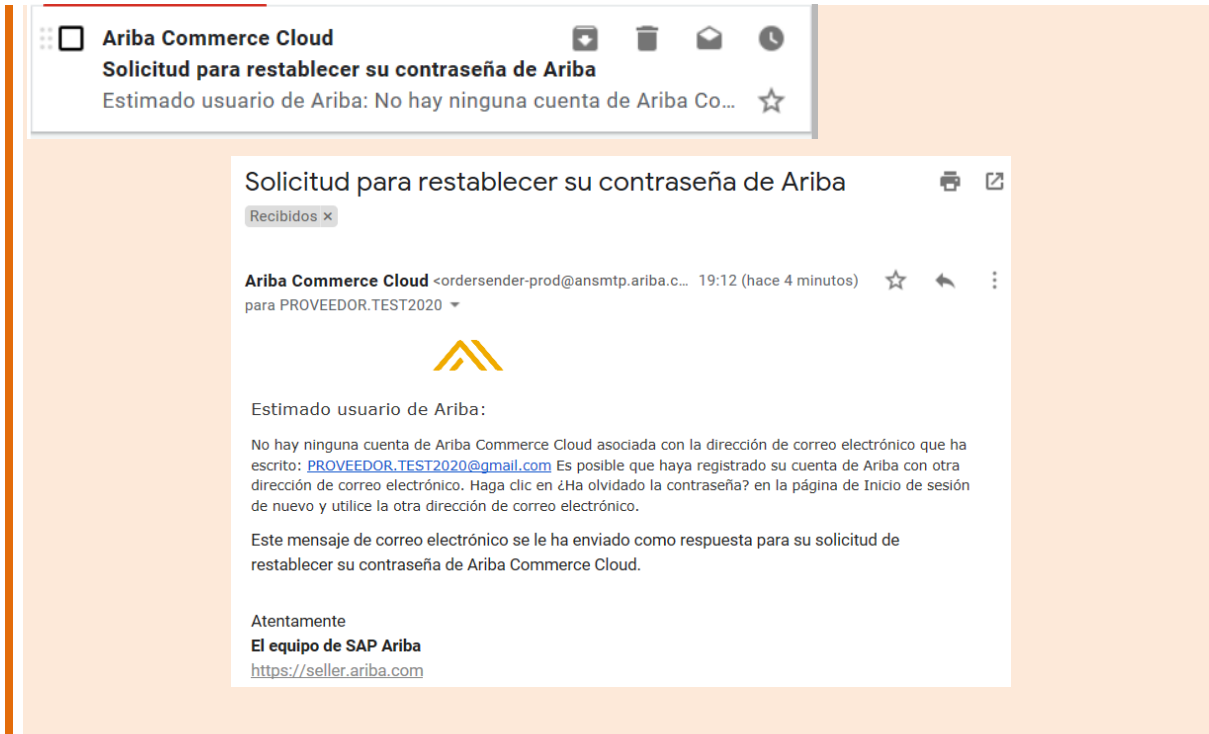 Ariba Commerce Cloud
Solicitud para restablecer su contraseña de Ariba
Estimado usuario de Ariba: No hay ninguna cuenta de Ariba Co...
Solicitud para restablecer su contraseña de Ariba
Recibidos ×
Ariba Commerce Cloud <ordersender-prod@ansmtp.ariba.c... 19:12 (hace 4 minutos)
para PROVEEDOR.TEST2020
Estimado usuario de Ariba:
No hay ninguna cuenta de Ariba Commerce Cloud asociada con la dirección de correo electrónico que ha
escrito: PROVEEDOR.TEST2020@gmail.com Es posible que haya registrado su cuenta de Ariba con otra
dirección de correo electrónico. Haga clic en ¿Ha olvidado la contraseña? en la página de Inicio de sesión
de nuevo y utilice la otra dirección de correo electrónico.
Este mensaje de correo electrónico se le ha enviado como respuesta para su solicitud de
restablecer su contraseña de Ariba Commerce Cloud.
Atentamente
El equipo de SAP Ariba
https://seller.ariba.com